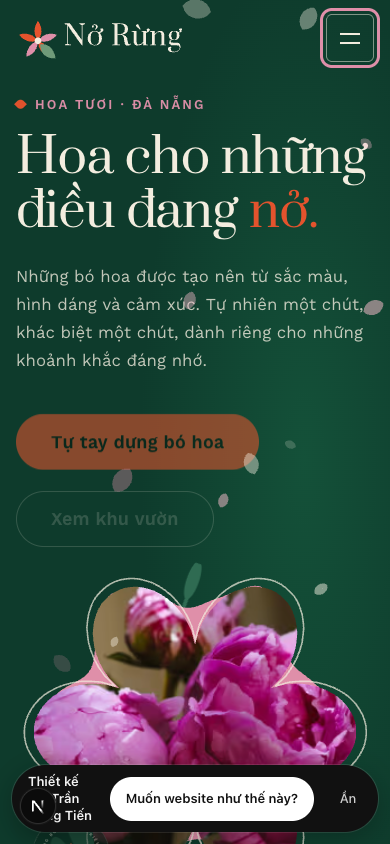 Nở Rừng
HOA TƯƠI · ĐÀ NẴNG
Hoa cho những
điều đang nở.
Những bó hoa được tạo nên từ sắc màu,
hình dáng và cảm xúc. Tự nhiên một chút,
khác biệt một chút, dành riêng cho những
khoảnh khắc đáng nhớ.
Tự tay dựng bó hoa
Xem khu vườn
Thiết kế
Trần
Tiến
Muốn website như thế này?
Ẩn
N